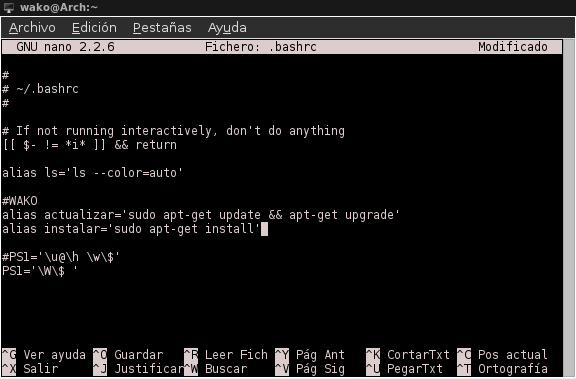 wako@Arch:~
Archivo Edición Pestañas Ayuda
GNU nano 2.2.6 Fichero: .bashrc Modificado
#
# ~/.bashrc
#
# If not running interactively, don't do anything
[[ $- != *i* ]] && return
alias ls='ls --color=auto'
#WAKO
alias actualizar='sudo apt-get update && apt-get upgrade'
alias instalar='sudo apt-get install'
#PS1='\u@\h \w\$'
PS1='\W\$ '
^G Ver ayuda ^O Guardar ^R Leer Fich ^Y Pág Ant ^K CortarTxt ^C Pos actual
^X Salir ^J Justificar ^W Buscar ^V Pág Sig ^U PegarTxt ^T Ortografía